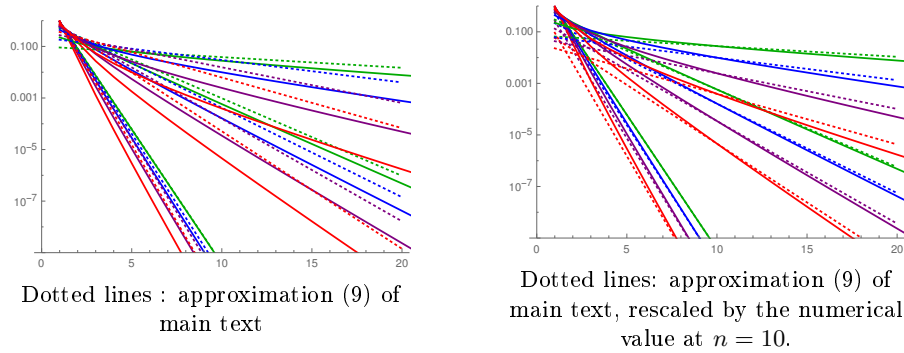 0.100
0.001
10^-5
10^-7
0 5 10 15 20
Dotted lines : approximation (9) of
main text
0.100
0.001
10^-5
10^-7
0 5 10 15 20
Dotted lines: approximation (9) of
main text, rescaled by the numerical
value at n = 10.